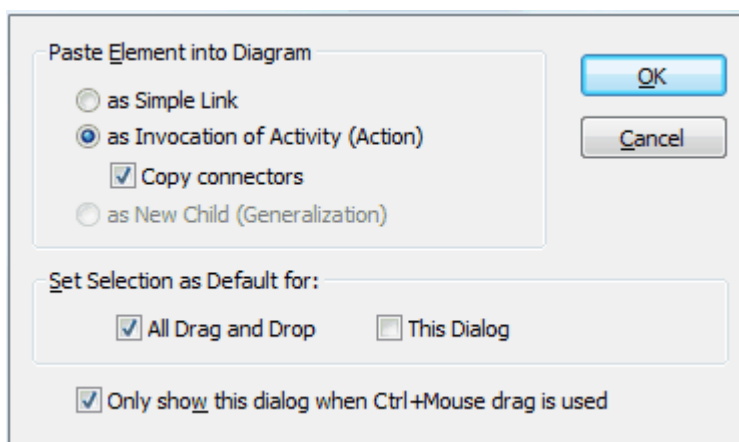 Paste Element into Diagram
as Simple Link
as Invocation of Activity (Action)
Copy connectors
as New Child (Generalization)
OK
Cancel
Set Selection as Default for:
All Drag and Drop
This Dialog
Only show this dialog when Ctrl+Mouse drag is used